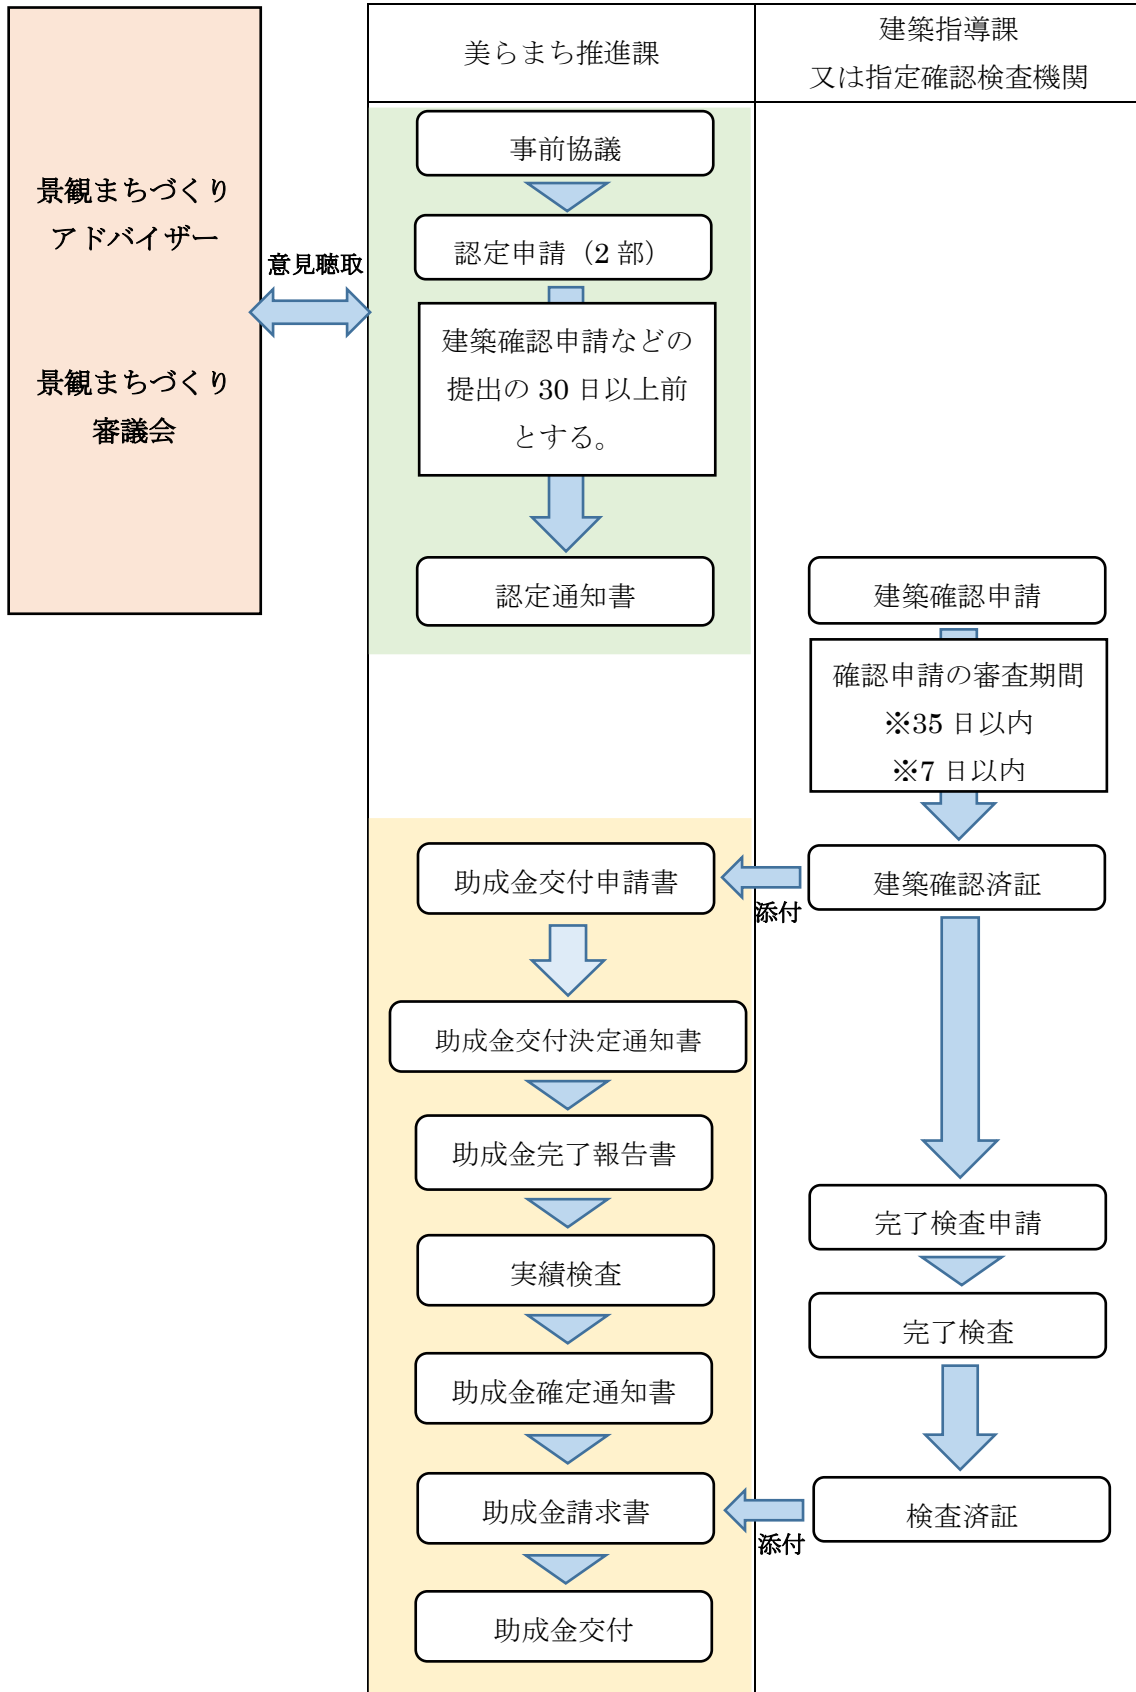 美らまち推進課
建築指導課
又は指定確認検査機関
景観まちづくり
アドバイザー
景観まちづくり
審議会
意見聴取
事前協議
認定申請（2 部）
建築確認申請などの
提出の 30 日以上前
とする。
認定通知書
建築確認申請
確認申請の審査期間
※35 日以内
※7 日以内
建築確認済証
添付
助成金交付申請書
助成金交付決定通知書
助成金完了報告書
実績検査
助成金確定通知書
助成金請求書
助成金交付
完了検査申請
完了検査
検査済証
添付